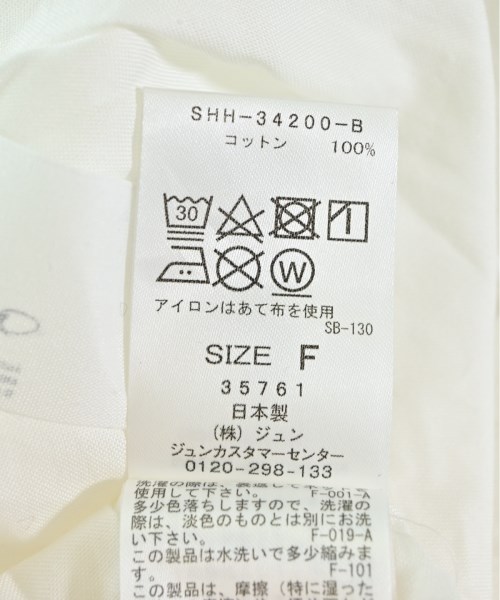 SHH-34200-B
コットン 100%
30
W
アイロンはあて布を使用
SB-130
SIZE F
35761
日本製
(株) ジュン
ジュンカスタマーセンター
0120-298-133
使用して下さい。 F-001-A
多少色落ちしますので、洗濯の
際は、淡色のものとは別にお洗
い下さい。 F-019-A
この製品は水洗いで多少縮みま
す。 F-101
この製品は、摩擦(特に湿った